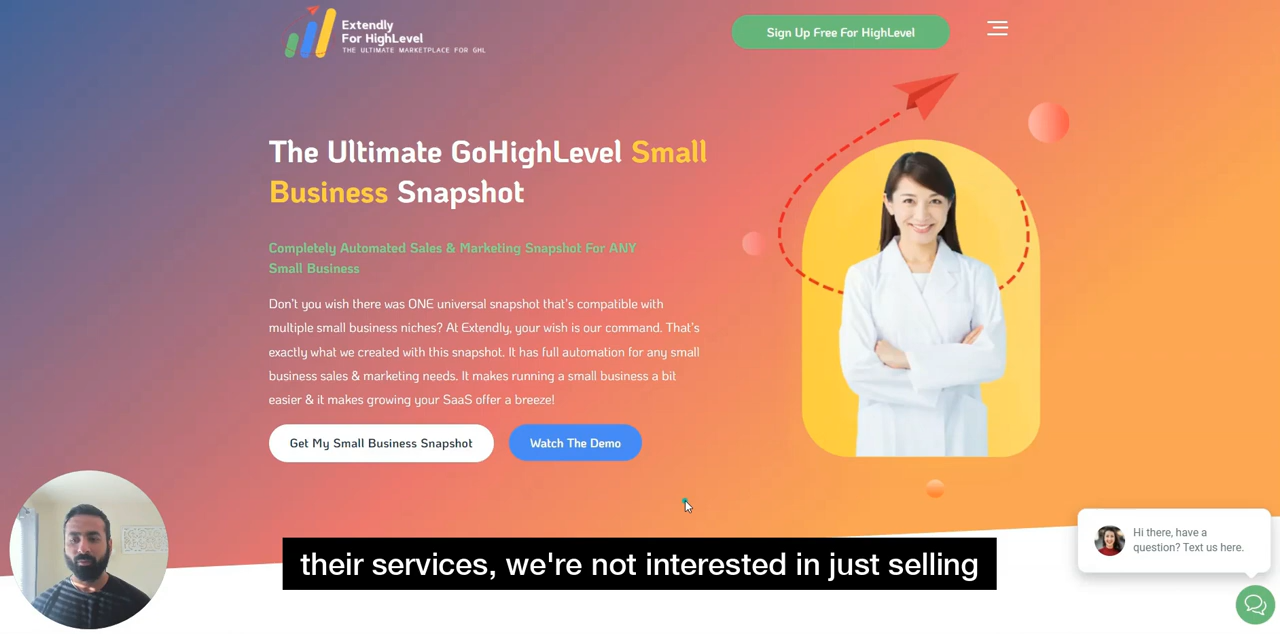 Extendly
For HighLevel
THE ULTIMATE MARKETPLACE FOR GHL
Sign Up Free For HighLevel
The Ultimate GoHighLevel Small
Business Snapshot
Completely Automated Sales & Marketing Snapshot For ANY
Small Business
Don't you wish there was ONE universal snapshot that's compatible with
multiple small business niches? At Extendly, your wish is our command. That's
exactly what we created with this snapshot. It has full automation for any small
business sales & marketing needs. It makes running a small business a bit
easier & it makes growing your SaaS offer a breeze!
Get My Small Business Snapshot
Watch The Demo
Hi there, have a
question? Text us here.
their services, we're not interested in just selling